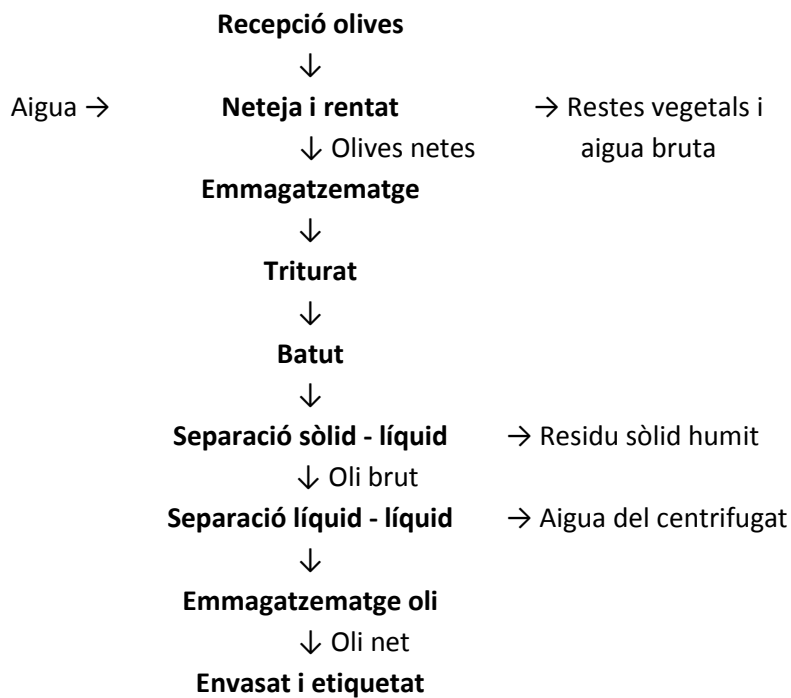 Recepció olives
↓
Aigua → Neteja i rentat → Restes vegetals i
↓ Olives netes aigua bruta
Emmagatzematge
↓
Triturat
↓
Batut
↓
Separació sòlid - líquid → Residu sòlid humit
↓ Oli brut
Separació líquid - líquid → Aigua del centrifugat
↓
Emmagatzematge oli
↓ Oli net
Envasat i etiquetat